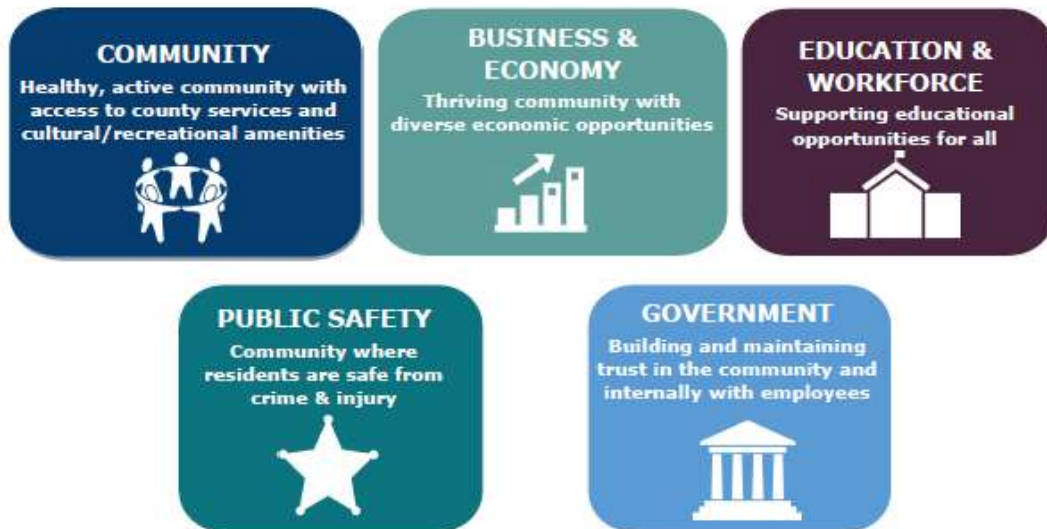 COMMUNITY
Healthy, active community with
access to county services and
cultural/recreational amenities
BUSINESS &
ECONOMY
Thriving community with
diverse economic opportunities
EDUCATION &
WORKFORCE
Supporting educational
opportunities for all
PUBLIC SAFETY
Community where
residents are safe from
crime & injury
GOVERNMENT
Building and maintaining
trust in the community and
internally with employees